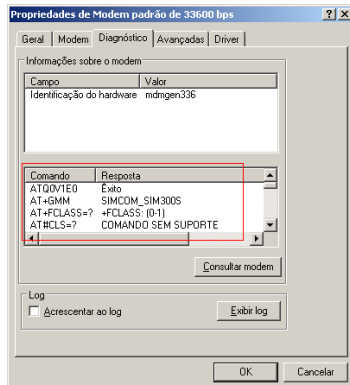 Propriedades de Modem padrão de 33600 bps
Geral Modem Diagnóstico Avançadas Driver
Informações sobre o modem
Campo Valor
Identificação do hardware mdmgen336
Comando Resposta
ATQ0V1E0 Êxito
AT+GMM SIMCOM_SIM300S
AT+FCLASS=? +FCLASS: (0-1)
AT#CLS=? COMANDO SEM SUPORTE
Consultar modem
Log
Acrescentar ao log Exibir log
OK Cancelar